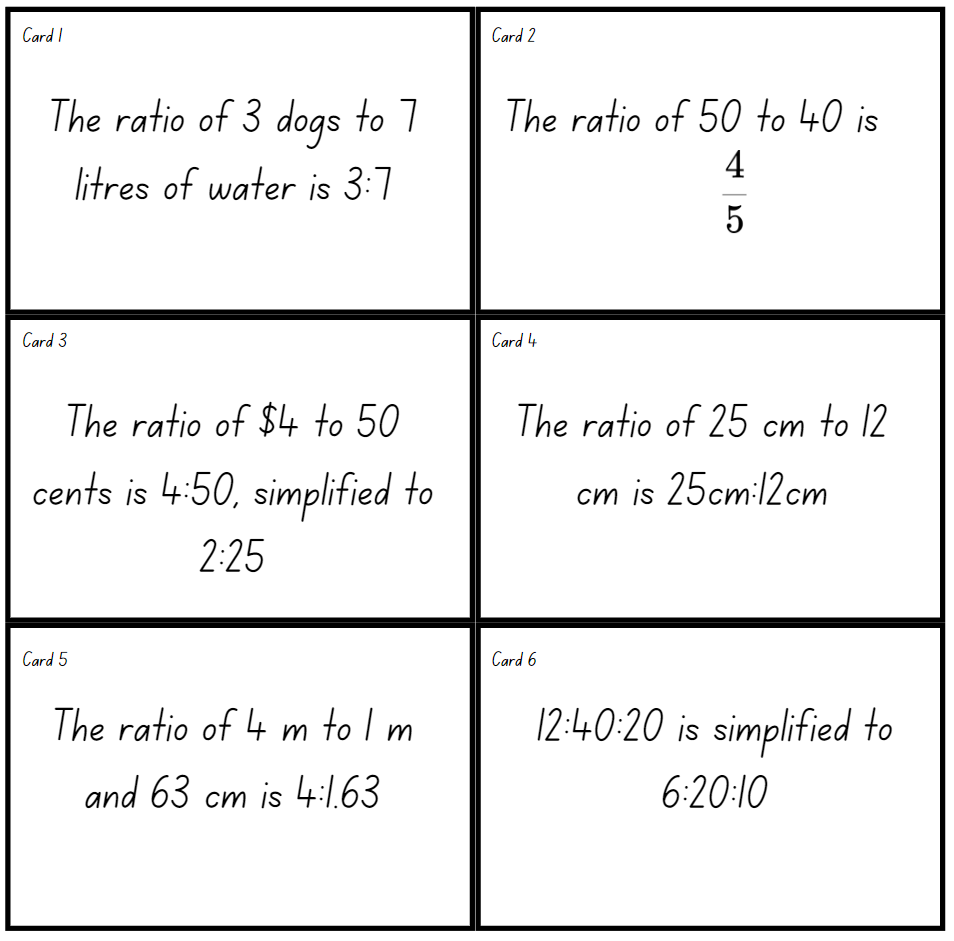 Card 1
The ratio of 3 dogs to 7
litres of water is 3:7
Card 2
The ratio of 50 to 40 is
4
5
Card 3
The ratio of $4 to 50
cents is 4:50, simplified to
2:25
Card 4
The ratio of 25 cm to 12
cm is 25cm:12cm
Card 5
The ratio of 4 m to 1 m
and 63 cm is 4:1.63
Card 6
12:40:20 is simplified to
6:20:10